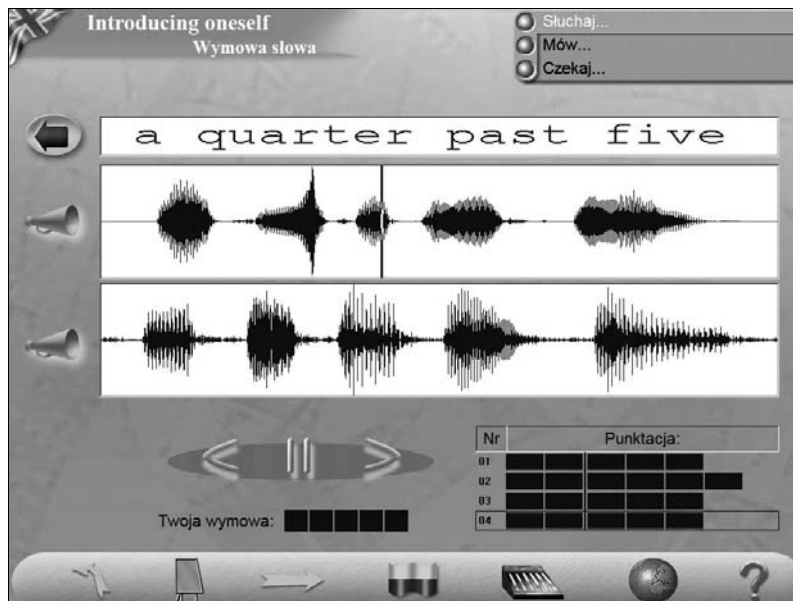 Introducing oneself
Wymowa słowa
Słuchaj...
Mów...
Czekaj...
a quarter past five
Nr Punktacja:
01
02
03
04
Twoja wymowa:
?